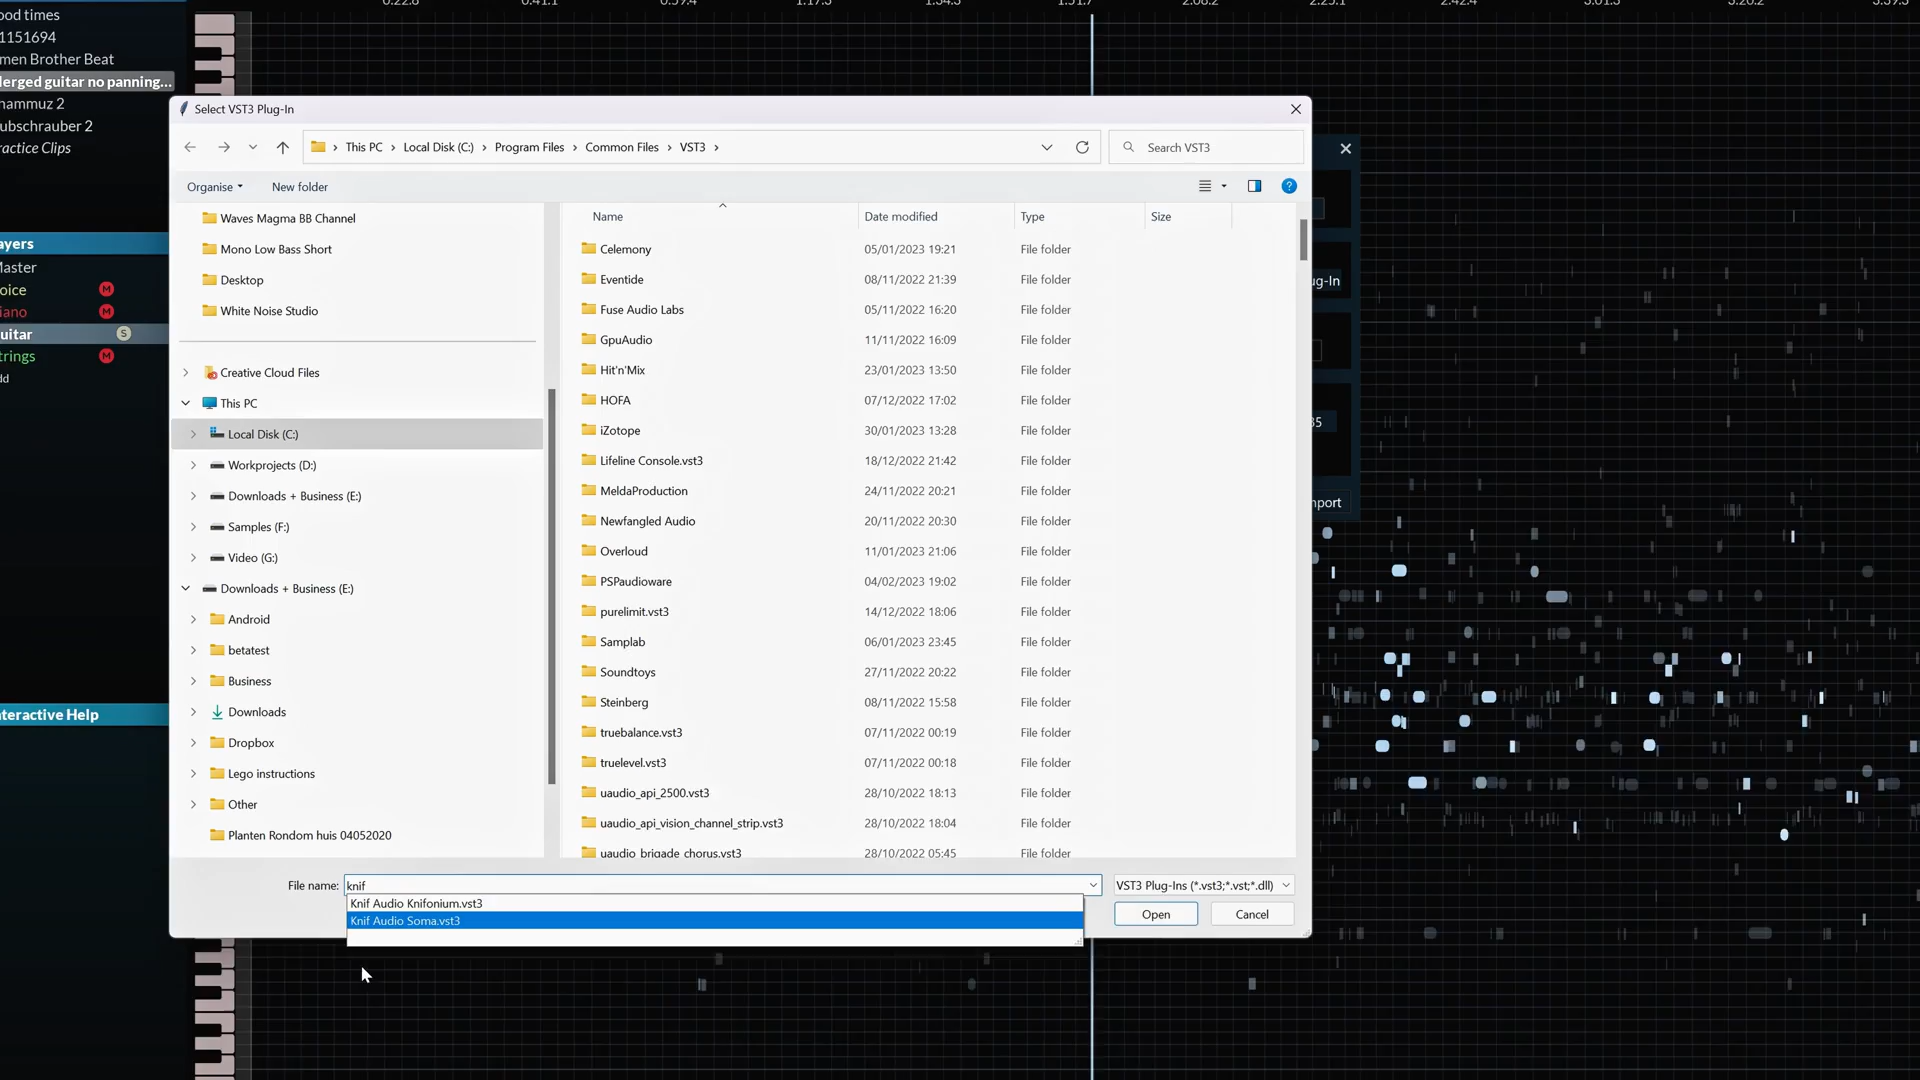 ood times
1151694
men Brother Beat
erged guitar no panning...
hammuz 2
ubschrauber 2
ractice Clips
ayers
Master
oice M
iano M
uitar S
trings M
dd
nteractive Help
Select VST3 Plug-In
This PC > Local Disk (C:) > Program Files > Common Files > VST3 >
Search VST3
Organise
New folder
?
Waves Magma BB Channel
Mono Low Bass Short
Desktop
White Noise Studio
Creative Cloud Files
This PC
Local Disk (C:)
Workprojects (D:)
Downloads + Business (E:)
Samples (F:)
Video (G:)
Downloads + Business (E:)
Android
betatest
Business
Downloads
Dropbox
Lego instructions
Other
Planten Rondom huis 04052020
Name Date modified Type Size
Celemony 05/01/2023 19:21 File folder
Eventide 08/11/2022 21:39 File folder
Fuse Audio Labs 05/11/2022 16:20 File folder
GpuAudio 11/11/2022 16:09 File folder
Hit'n'Mix 23/01/2023 13:50 File folder
HOFA 07/12/2022 17:02 File folder
iZotope 30/01/2023 13:28 File folder
Lifeline Console.vst3 18/12/2022 21:42 File folder
MeldaProduction 24/11/2022 20:21 File folder
Newfangled Audio 20/11/2022 20:30 File folder
Overloud 11/01/2023 21:06 File folder
PSPaudioware 04/02/2023 19:02 File folder
purelimit.vst3 14/12/2022 18:06 File folder
Samplab 06/01/2023 23:45 File folder
Soundtoys 27/11/2022 20:22 File folder
Steinberg 08/11/2022 15:58 File folder
truebalance.vst3 07/11/2022 00:19 File folder
truelevel.vst3 07/11/2022 00:18 File folder
uaudio_api_2500.vst3 28/10/2022 18:13 File folder
uaudio_api_vision_channel_strip.vst3 28/10/2022 18:04 File folder
uaudio_brigade_chorus.vst3 28/10/2022 05:45 File folder
File name: knif
VST3 Plug-Ins (*.vst3;*.vst;*.dll)
Knif Audio Knifonium.vst3
Knif Audio Soma.vst3
Open
Cancel
ug-In
35
mport